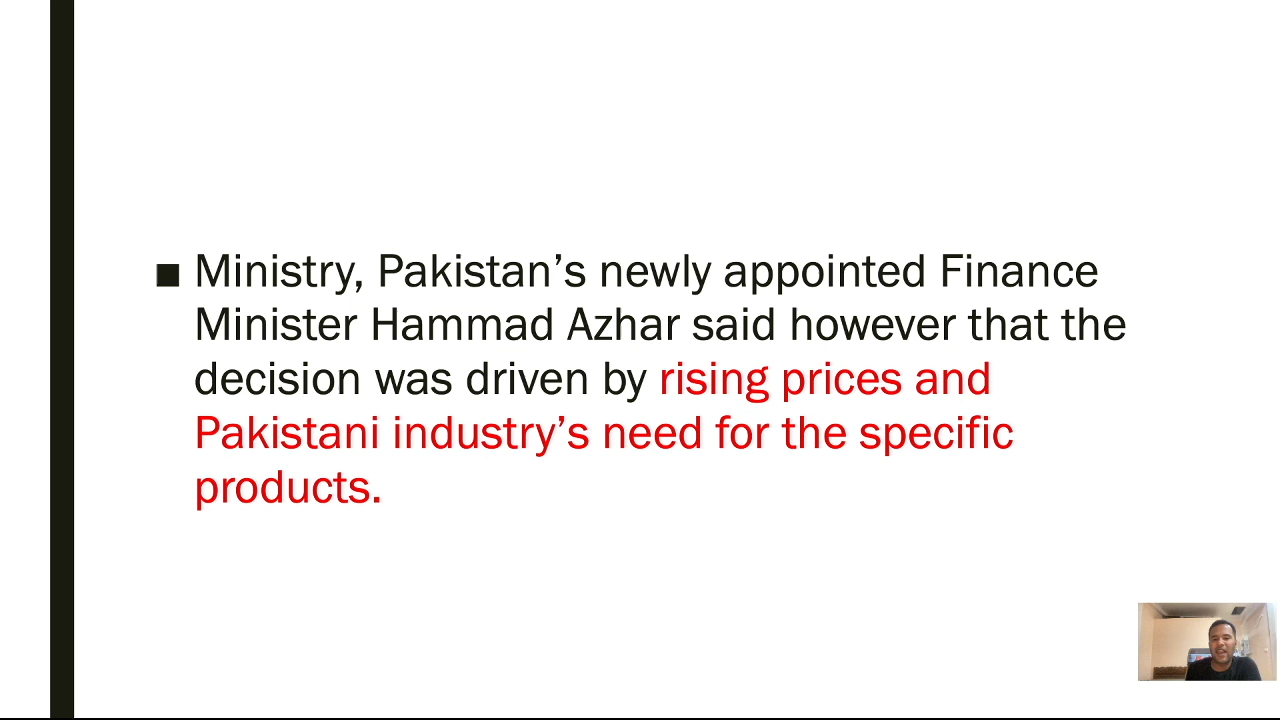 ■ Ministry, Pakistan’s newly appointed Finance
Minister Hammad Azhar said however that the
decision was driven by rising prices and
Pakistani industry’s need for the specific
products.